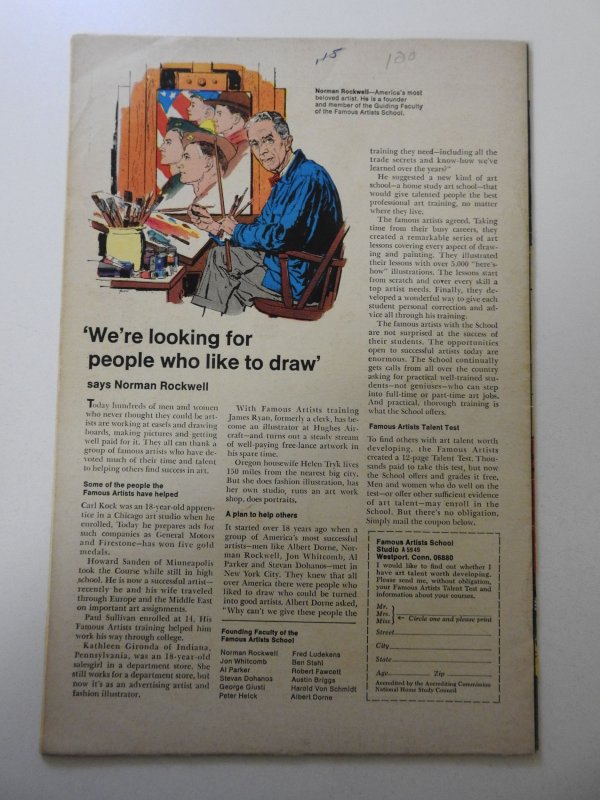 115
120
Norman Rockwell—America's most
beloved artist. He is a founder
and member of the Guiding Faculty
of the Famous Artists School.
'We're looking for
people who like to draw'
says Norman Rockwell
Today hundreds of men and women
who never thought they could be art-
ists are working at easels and drawing
boards, making pictures and getting
well paid for it. They all can thank a
group of famous artists who have de-
voted much of their time and talent
to helping others find success in art.
Some of the people the
Famous Artists have helped
Carl Kock was an 18-year-old appren-
tice in a Chicago art studio when he
enrolled. Today he prepares ads for
such companies as General Motors
and Firestone—has won five gold
medals.
Howard Sanden of Minneapolis
took the Course while still in high
school. He is now a successful artist—
recently he and his wife traveled
through Europe and the Middle East
on important art assignments.
Paul Sullivan enrolled at 14. His
Famous Artists training helped him
work his way through college.
Kathleen Gironda of Indiana,
Pennsylvania, was an 18-year-old
salesgirl in a department store. She
still works for a department store, but
now it's as an advertising artist and
fashion illustrator.
With Famous Artists training
James Ryan, formerly a clerk, has be-
come an illustrator at Hughes Air-
craft—and turns out a steady stream
of well-paying free-lance artwork in
his spare time.
Oregon housewife Helen Tryk lives
150 miles from the nearest big city.
But she does fashion illustration, has
her own studio, runs an art work
shop, does portraits.
A plan to help others
It started over 18 years ago when a
group of America's most successful
artists—men like Albert Dorne, Nor-
man Rockwell, Jon Whitcomb, Al
Parker and Stevan Dohanos—met in
New York City. They knew that all
over America there were people who
liked to draw who could be turned
into good artists. Albert Dorne asked,
"Why can't we give these people the
Founding Faculty of the
Famous Artists School
Norman Rockwell
Jon Whitcomb
Al Parker
Stevan Dohanos
George Giusti
Peter Helck
Fred Ludekens
Ben Stahl
Robert Fawcett
Austin Briggs
Harold Von Schmidt
Albert Dorne
training they need—including all the
trade secrets and know-how we've
learned over the years?"
He suggested a new kind of art
school—a home study art school—that
would give talented people the best
professional art training, no matter
where they live.
The famous artists agreed. Taking
time from their busy careers, they
created a remarkable series of art
lessons covering every aspect of draw-
ing and painting. They illustrated
their lessons with over 5,000 "here's-
how" illustrations. The lessons start
from scratch and cover every skill a
top artist needs. Finally, they de-
veloped a wonderful way to give each
student personal correction and ad-
vice all through his training.
The famous artists with the School
are not surprised at the success of
their students. The opportunities
open to successful artists today are
enormous. The School continually
gets calls from all over the country
asking for practical well-trained stu-
dents—not geniuses—who can step
into full-time or part-time art jobs.
And practical, thorough training is
what the School offers.
Famous Artists Talent Test
To find others with art talent worth
developing, the Famous Artists
created a 12-page Talent Test. Thou-
sands paid to take this test, but now
the School offers and grades it free.
Men and women who do well on the
test—or offer other sufficient evidence
of art talent—may enroll in the
School. But there's no obligation.
Simply mail the coupon below.
Famous Artists School
Studio A 5549
Westport, Conn. 06880
I would like to find out whether I
have art talent worth developing.
Please send me, without obligation,
your Famous Artists Talent Test and
information about your courses.
Mr.
Mrs.
Miss
← Circle one and please print
Street
City
State
Age Zip
Accredited by the Accrediting Commission
National Home Study Council